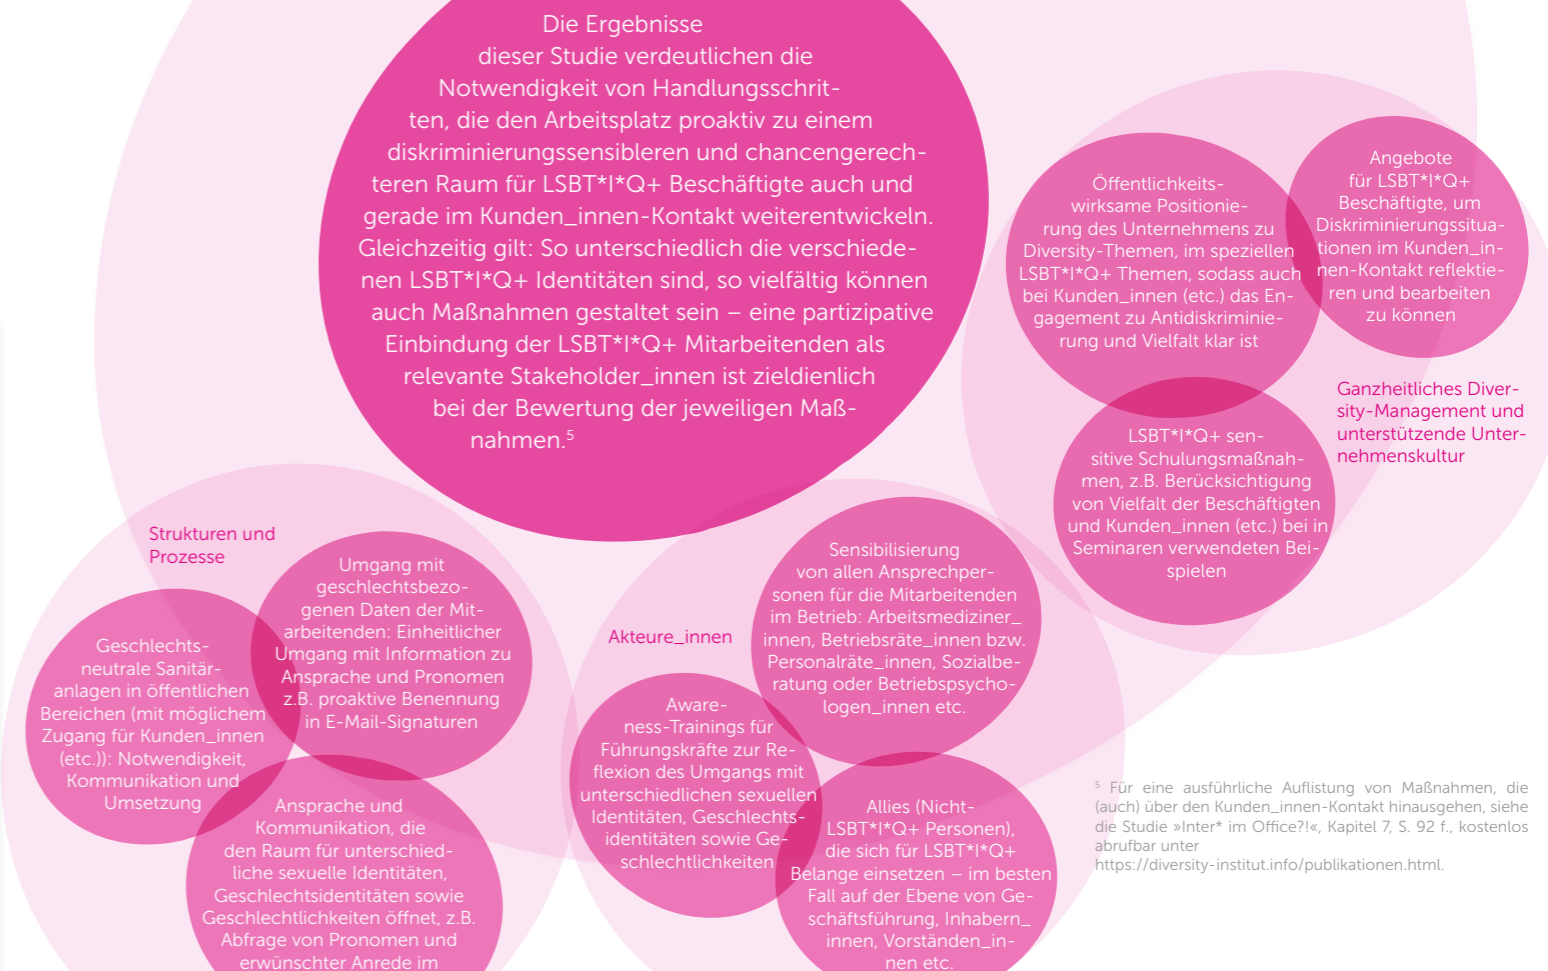 Die Ergebnisse
dieser Studie verdeutlichen die
Notwendigkeit von Handlungsschrit-
ten, die den Arbeitsplatz proaktiv zu einem
diskriminierungssensibleren und chancengerech-
teren Raum für LSBT*I*Q+ Beschäftigte auch und
gerade im Kunden_innen-Kontakt weiterentwickeln.
Gleichzeitig gilt: So unterschiedlich die verschiede-
nen LSBT*I*Q+ Identitäten sind, so vielfältig können
auch Maßnahmen gestaltet sein – eine partizipative
Einbindung der LSBT*I*Q+ Mitarbeitenden als
relevante Stakeholder_innen ist zieldienlich
bei der Bewertung der jeweiligen Maß-
nahmen.⁵
Öffentlichkeits-
wirksame Positionie-
rung des Unternehmens zu
Diversity-Themen, im speziellen
LSBT*I*Q+ Themen, sodass auch
bei Kunden_innen (etc.) das En-
gagement zu Antidiskriminie-
rung und Vielfalt klar ist
Angebote
für LSBT*I*Q+
Beschäftigte, um
Diskriminierungssitua-
tionen im Kunden_in-
nen-Kontakt reflektie-
ren und bearbeiten
zu können
Ganzheitliches Diver-
sity-Management und
unterstützende Unter-
nehmenskultur
LSBT*I*Q+ sen-
sitive Schulungsmaßnah-
men, z.B. Berücksichtigung
von Vielfalt der Beschäftigten
und Kunden_innen (etc.) bei in
Seminaren verwendeten Bei-
spielen
Strukturen und
Prozesse
Umgang mit
geschlechtsbezo-
genen Daten der Mit-
arbeitenden: Einheitlicher
Umgang mit Information zu
Ansprache und Pronomen
z.B. proaktive Benennung
in E-Mail-Signaturen
Geschlechts-
neutrale Sanitär-
anlagen in öffentlichen
Bereichen (mit möglichem
Zugang für Kunden_innen
(etc.)): Notwendigkeit,
Kommunikation und
Umsetzung
Ansprache und
Kommunikation, die
den Raum für unterschied-
liche sexuelle Identitäten,
Geschlechtsidentitäten sowie
Geschlechtlichkeiten öffnet, z.B.
Abfrage von Pronomen und
erwünschter Anrede im
Akteure_innen
Sensibilisierung
von allen Ansprechper-
sonen für die Mitarbeitenden
im Betrieb: Arbeitsmediziner_
innen, Betriebsräte_innen bzw.
Personalräte_innen, Sozialbe-
ratung oder Betriebspsycho-
logen_innen etc.
Aware-
ness-Trainings für
Führungskräfte zur Re-
flexion des Umgangs mit
unterschiedlichen sexuellen
Identitäten, Geschlechts-
identitäten sowie Ge-
schlechtlichkeiten
Allies (Nicht-
LSBT*I*Q+ Personen),
die sich für LSBT*I*Q+
Belange einsetzen – im besten
Fall auf der Ebene von Ge-
schäftsführung, Inhabern_
innen, Vorständen_in-
nen etc.
⁵ Für eine ausführliche Auflistung von Maßnahmen, die
(auch) über den Kunden_innen-Kontakt hinausgehen, siehe
die Studie »Inter* im Office?!«, Kapitel 7, S. 92 f., kostenlos
abrufbar unter
https://diversity-institut.info/publikationen.html.